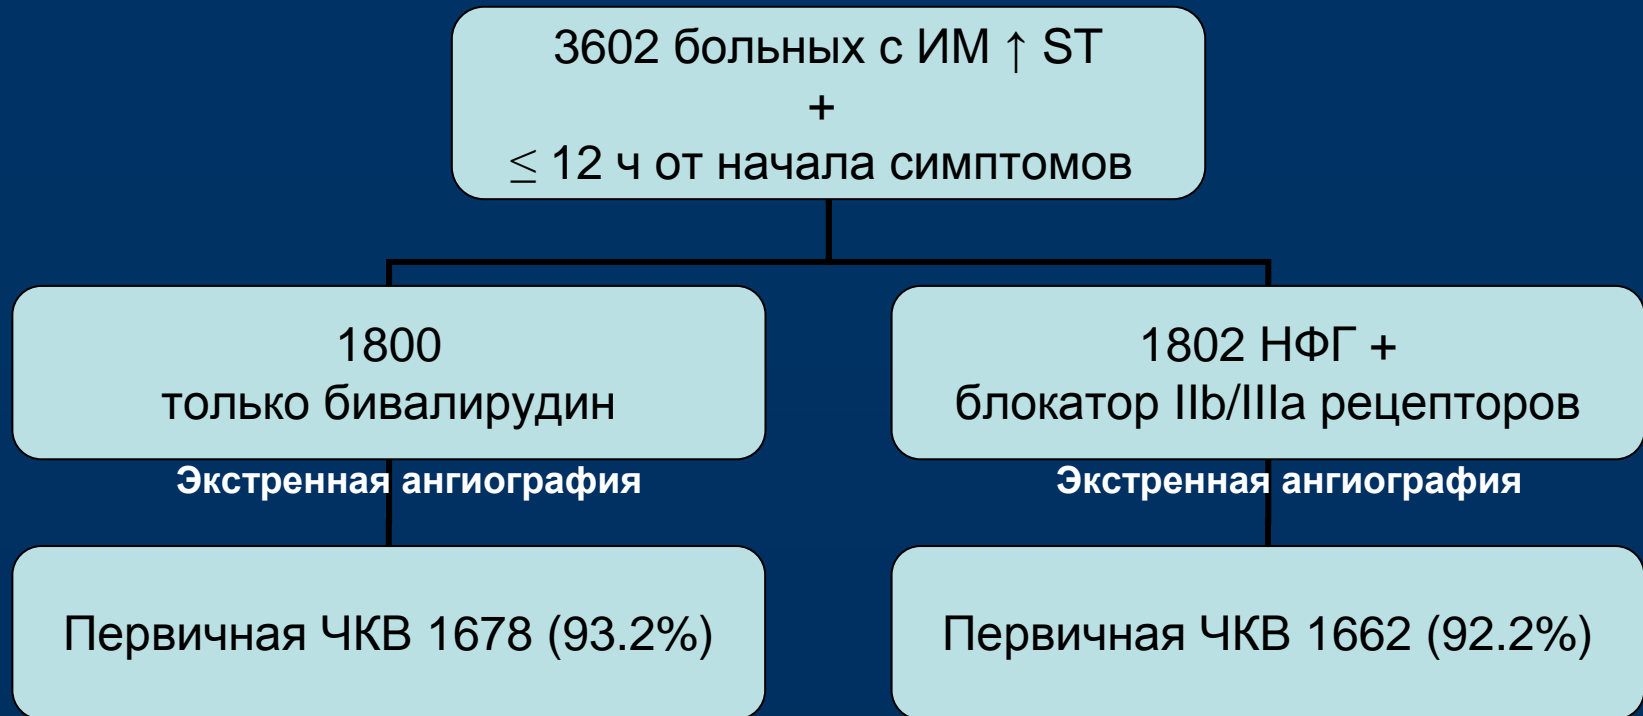 3602 больных с ИМ ↑ ST
+
≤ 12 ч от начала симптомов
1800
только бивалирудин
1802 НФГ +
блокатор IIb/IIIa рецепторов
Экстренная ангиография
Экстренная ангиография
Первичная ЧКВ 1678 (93.2%)
Первичная ЧКВ 1662 (92.2%)